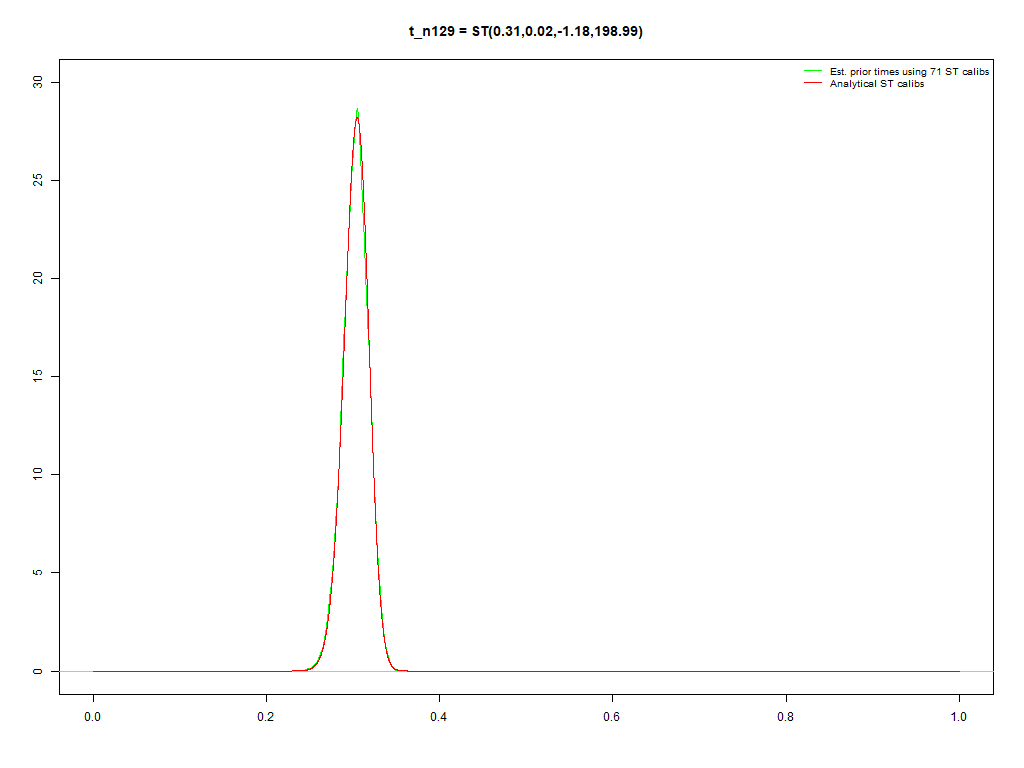 t_n129 = ST(0.31,0.02,-1.18,198.99)
Est. prior times using 71 ST calibs
Analytical ST calibs
30
25
20
15
10
5
0
0.0 0.2 0.4 0.6 0.8 1.0